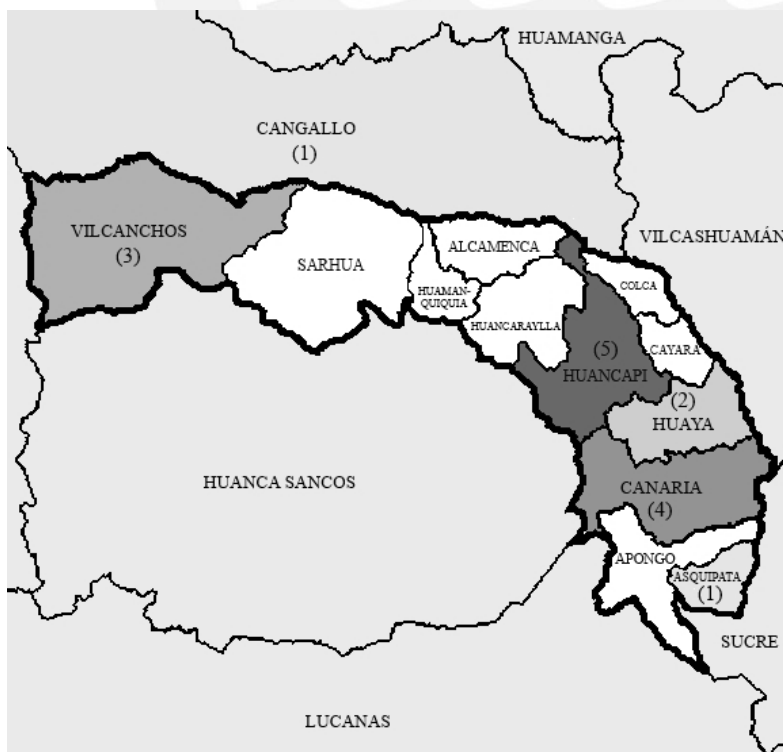 HUAMANGA
CANGALLO
(1)
VILCANCHOS
(3)
SARHUA
ALCAMENCA
VILCASHUAMÁN
HUAMAN-
QUIQUIA
COLCA
HUANCARAYLLA
CAYARA
(5)
HUANCAPI
(2)
HUAYA
HUANCA SANCOS
CANARIA
(4)
APONGO
ASQUIPATA
(1)
SUCRE
LUCANAS